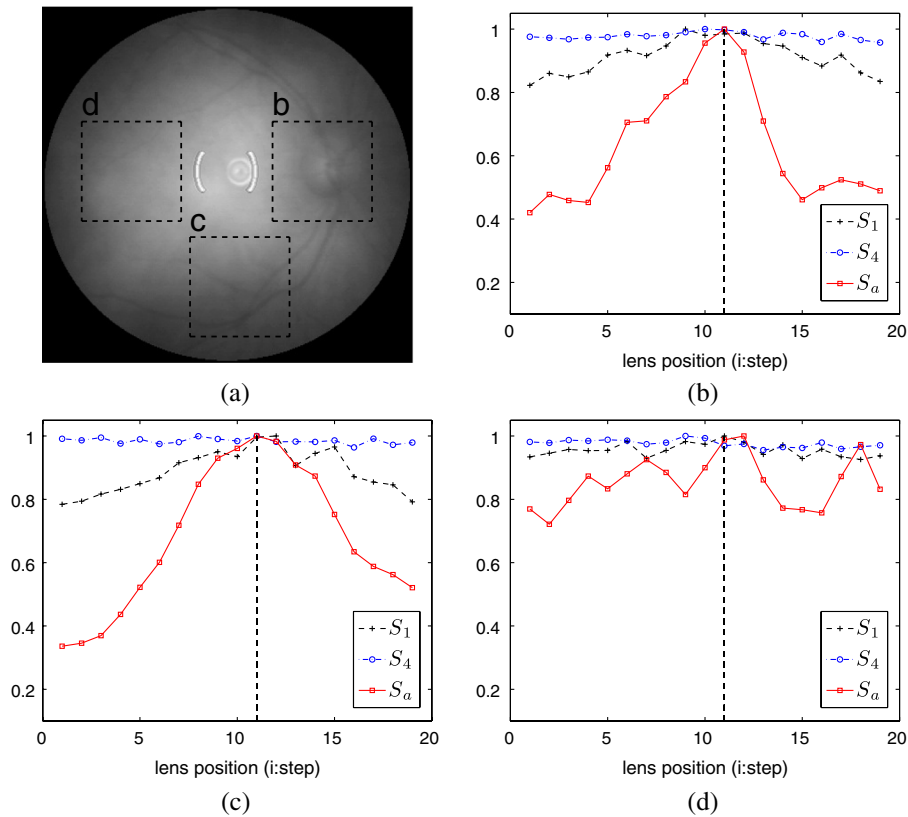 d
b
c
(a)
1
0.8
0.6
0.4
0.2
S₁
S₄
Sₐ
0 5 10 15 20
lens position (i:step)
(b)
1
0.8
0.6
0.4
0.2
S₁
S₄
Sₐ
0 5 10 15 20
lens position (i:step)
(c)
1
0.8
0.6
0.4
0.2
S₁
S₄
Sₐ
0 5 10 15 20
lens position (i:step)
(d)